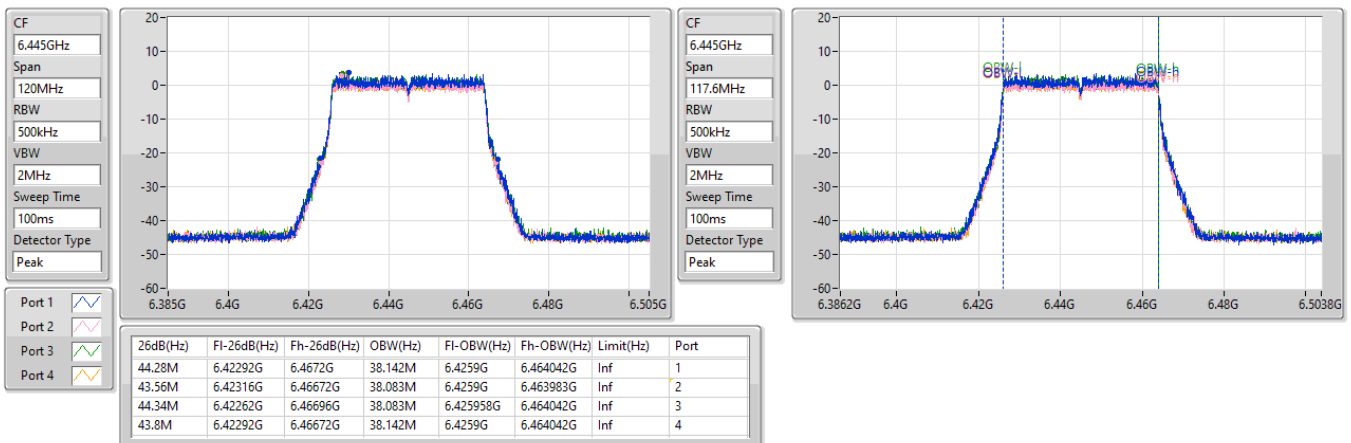 CF
6.445GHz
Span
120MHz
RBW
500kHz
VBW
2MHz
Sweep Time
100ms
Detector Type
Peak
20-
10-
0-
-10-
-20-
-30-
-40-
-50-
-60-
6.385G 6.4G 6.42G 6.44G 6.46G 6.48G 6.505G
CF
6.445GHz
Span
117.6MHz
RBW
500kHz
VBW
2MHz
Sweep Time
100ms
Detector Type
Peak
20-
10-
0-
-10-
-20-
-30-
-40-
-50-
-60-
OBW-l OBW-h
6.3862G 6.4G 6.42G 6.44G 6.46G 6.48G 6.5038G
Port 1
Port 2
Port 3
Port 4
26dB(Hz) Fl-26dB(Hz) Fh-26dB(Hz) OBW(Hz) Fl-OBW(Hz) Fh-OBW(Hz) Limit(Hz) Port
44.28M 6.42292G 6.4672G 38.142M 6.4259G 6.464042G Inf 1
43.56M 6.42316G 6.46672G 38.083M 6.4259G 6.463983G Inf 2
44.34M 6.42262G 6.46696G 38.083M 6.425958G 6.464042G Inf 3
43.8M 6.42292G 6.46672G 38.142M 6.4259G 6.464042G Inf 4